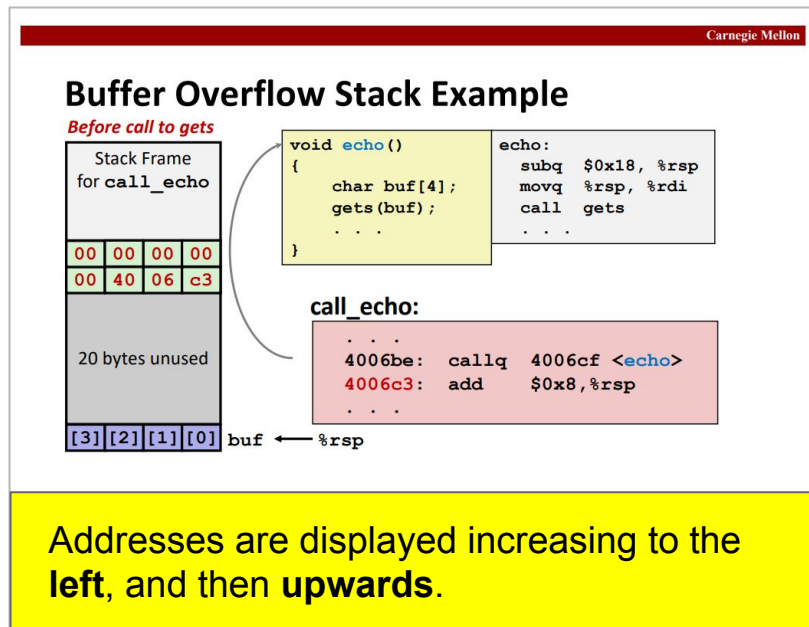 Carnegie Mellon
Buffer Overflow Stack Example
Before call to gets
Stack Frame
for call_echo
00 00 00 00
00 40 06 c3
20 bytes unused
[3] [2] [1] [0] buf ← %rsp
void echo()
{
char buf[4];
gets(buf);
. . .
}
echo:
subq $0x18, %rsp
movq %rsp, %rdi
call gets
. . .
call_echo:
. . .
4006be: callq 4006cf <echo>
4006c3: add $0x8,%rsp
. . .
Addresses are displayed increasing to the
left, and then upwards.